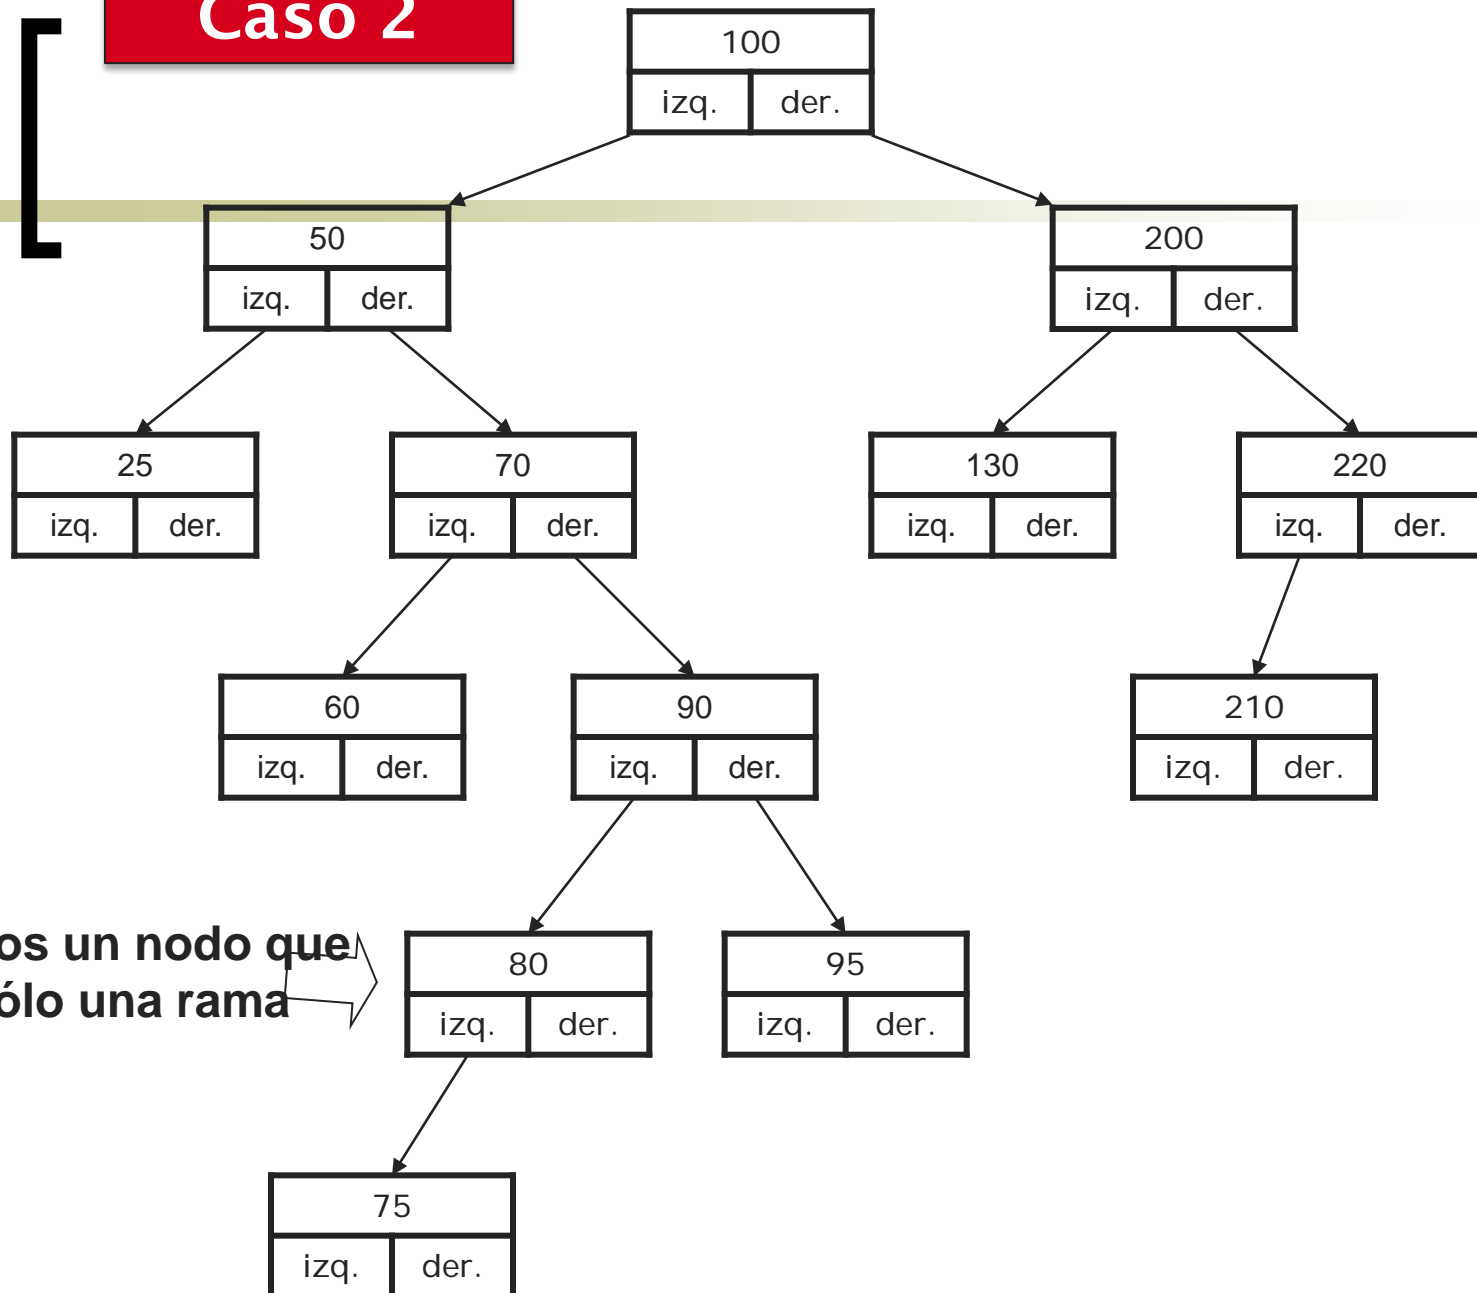 Caso 2
100
izq. der.
50
izq. der.
200
izq. der.
25
izq. der.
70
izq. der.
130
izq. der.
220
izq. der.
60
izq. der.
90
izq. der.
210
izq. der.
os un nodo que
ólo una rama
80
izq. der.
95
izq. der.
75
izq. der.